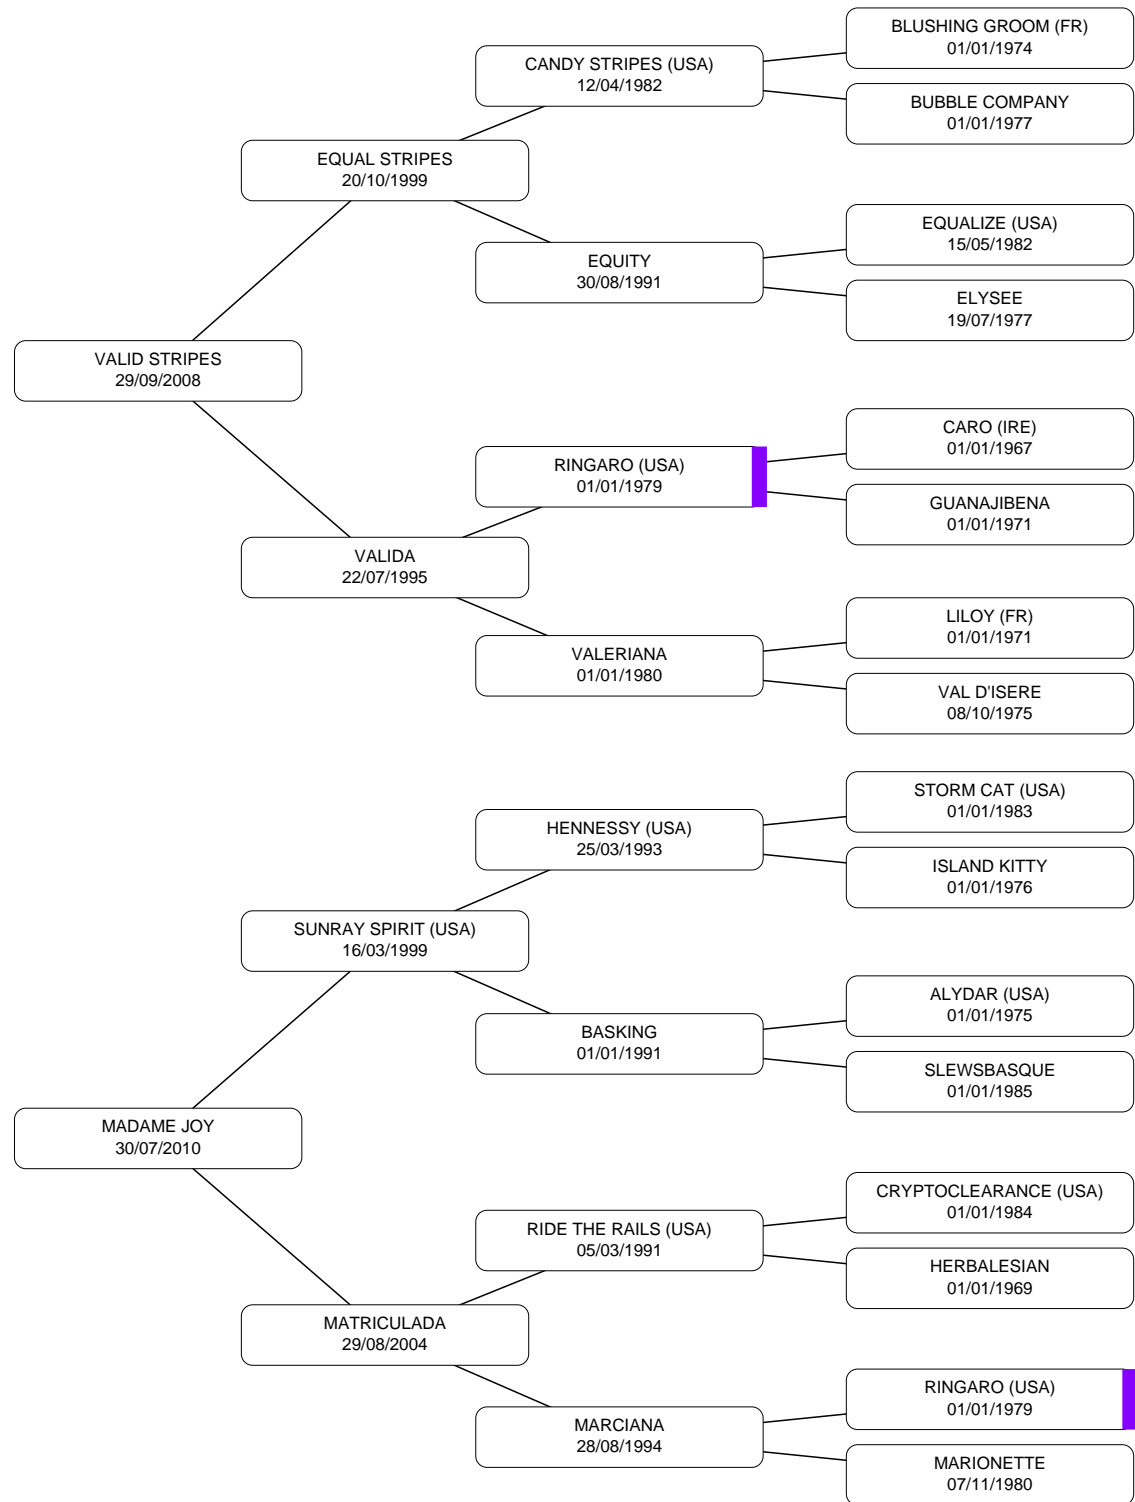 BLUSHING GROOM (FR)
01/01/1974
CANDY STRIPES (USA)
12/04/1982
BUBBLE COMPANY
01/01/1977
EQUAL STRIPES
20/10/1999
EQUALIZE (USA)
15/05/1982
EQUITY
30/08/1991
ELYSEE
19/07/1977
VALID STRIPES
29/09/2008
CARO (IRE)
01/01/1967
RINGARO (USA)
01/01/1979
GUANAJIBENA
01/01/1971
VALIDA
22/07/1995
LILOY (FR)
01/01/1971
VALERIANA
01/01/1980
VAL D'ISERE
08/10/1975
STORM CAT (USA)
01/01/1983
HENNESSY (USA)
25/03/1993
ISLAND KITTY
01/01/1976
SUNRAY SPIRIT (USA)
16/03/1999
ALYDAR (USA)
01/01/1975
BASKING
01/01/1991
SLEWSBASQUE
01/01/1985
MADAME JOY
30/07/2010
CRYPTOCLEARANCE (USA)
01/01/1984
RIDE THE RAILS (USA)
05/03/1991
HERBALESIAN
01/01/1969
MATRICULADA
29/08/2004
RINGARO (USA)
01/01/1979
MARCIANA
28/08/1994
MARIONETTE
07/11/1980